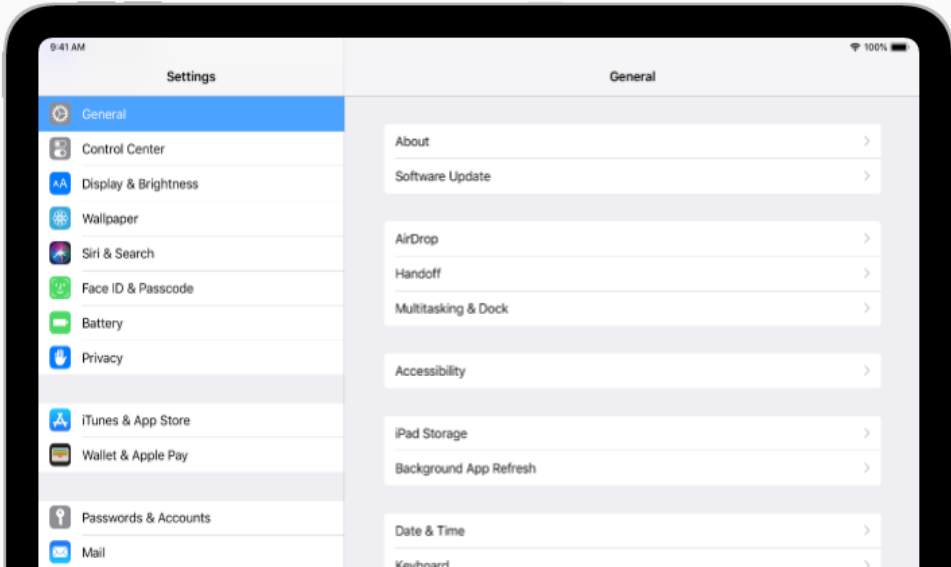 9:41 AM
100%
Settings
General
General
Control Center
AA Display & Brightness
Wallpaper
Siri & Search
Face ID & Passcode
Battery
Privacy
iTunes & App Store
Wallet & Apple Pay
Passwords & Accounts
Mail
About
Software Update
AirDrop
Handoff
Multitasking & Dock
Accessibility
iPad Storage
Background App Refresh
Date & Time
Keyboard